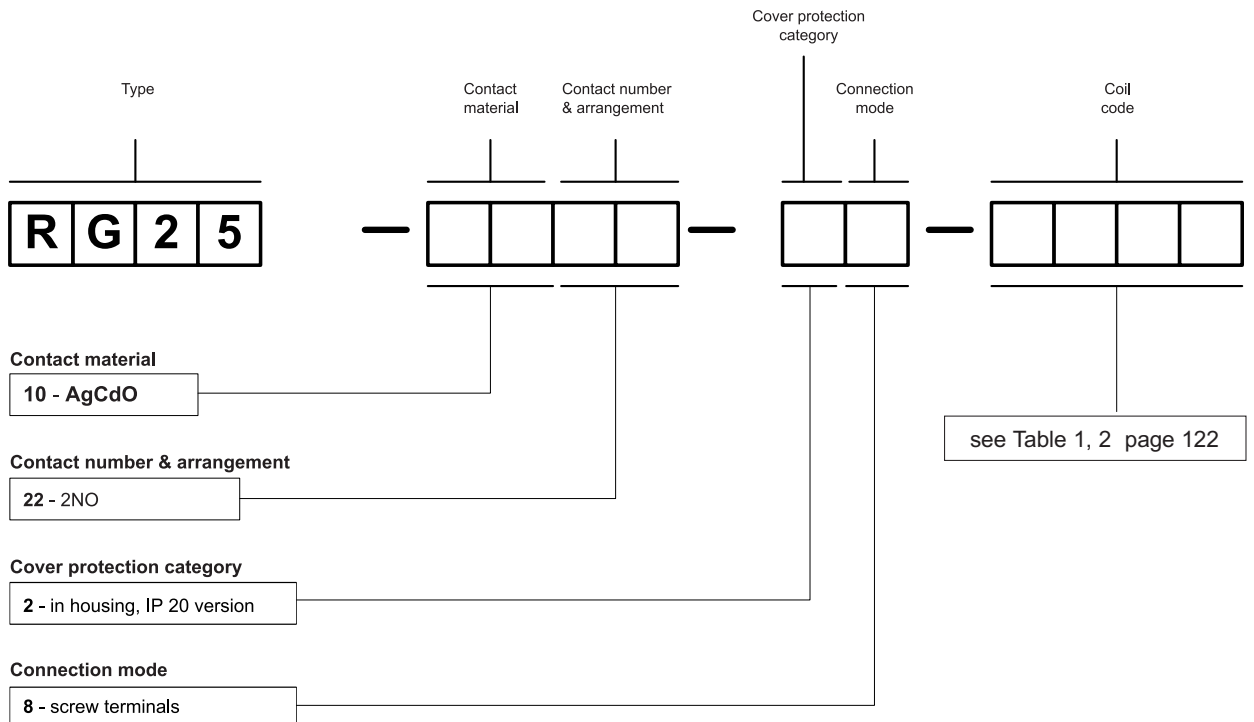 Cover protection
category
Type
Contact
material
Contact number
& arrangement
Connection
mode
Coil
code
R G 2 5 — — —
Contact material
10 - AgCdO
see Table 1, 2 page 122
Contact number & arrangement
22 - 2NO
Cover protection category
2 - in housing, IP 20 version
Connection mode
8 - screw terminals